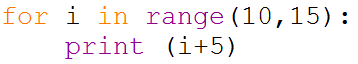 for i in range(10,15):
    print (i+5)